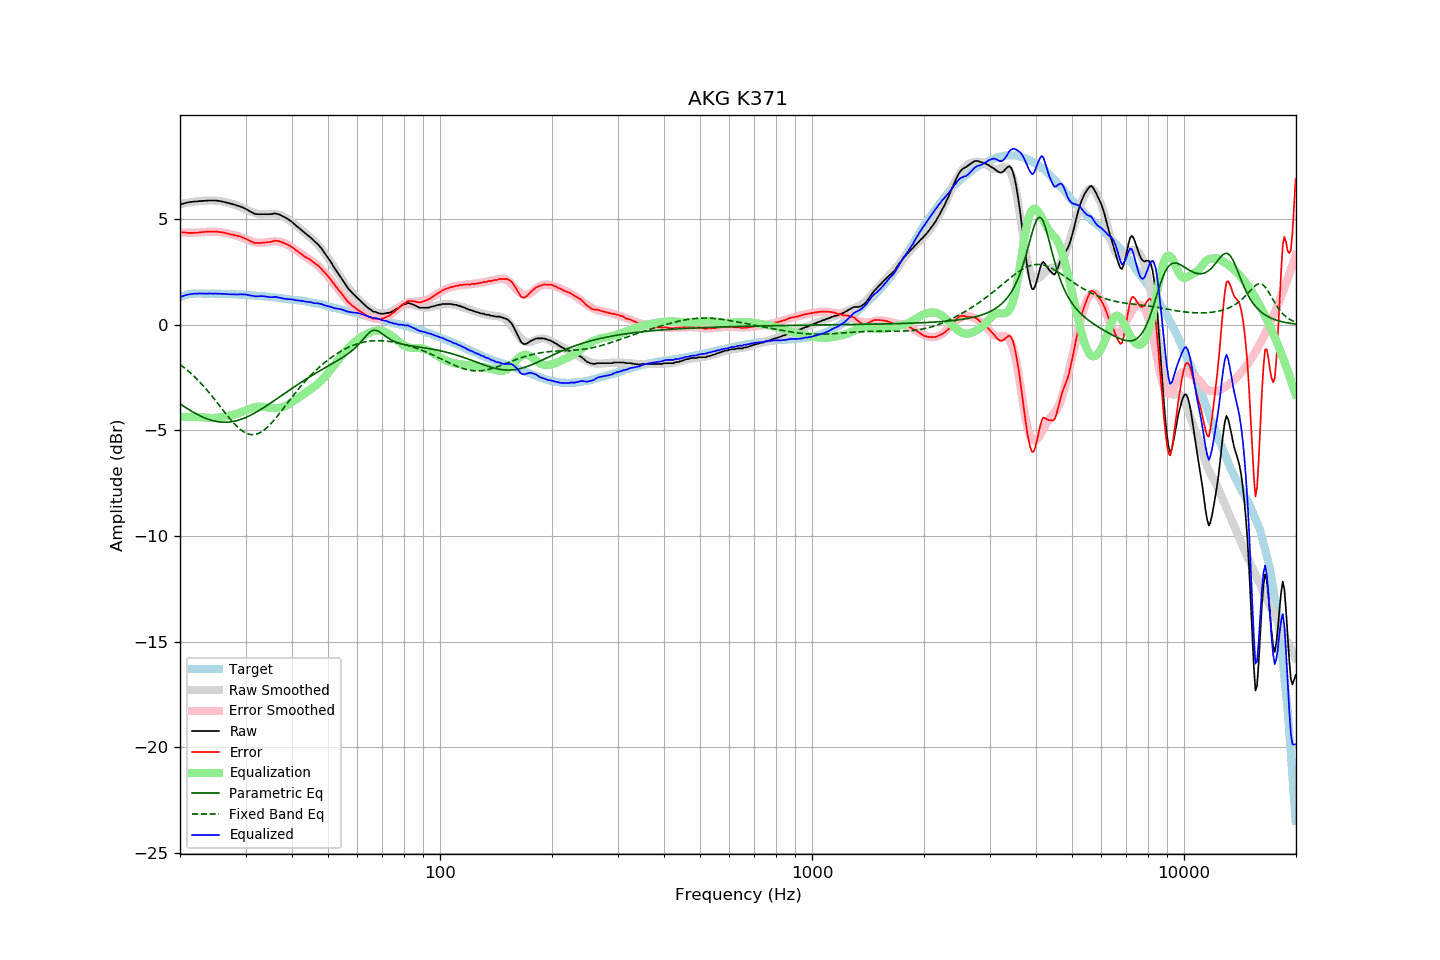 AKG K371
Amplitude (dBr)
5
0
−5
−10
−15
−20
−25
Target
Raw Smoothed
Error Smoothed
Raw
Error
Equalization
Parametric Eq
Fixed Band Eq
Equalized
100
1000
10000
Frequency (Hz)